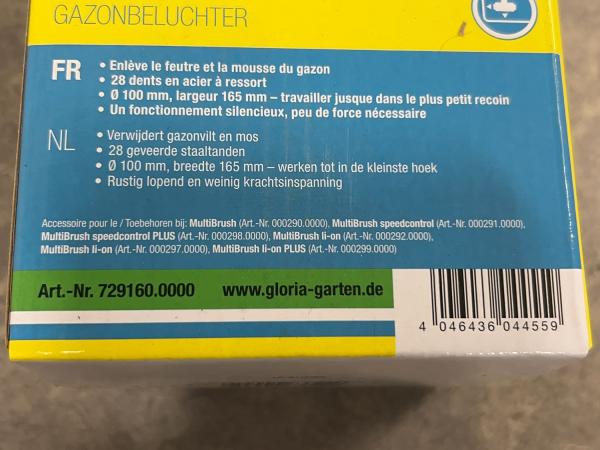 GAZONBELUCHTER
FR
• Enlève le feutre et la mousse du gazon
• 28 dents en acier à ressort
• Ø 100 mm, largeur 165 mm – travailler jusque dans le plus petit recoin
• Un fonctionnement silencieux, peu de force nécessaire
NL
• Verwijdert gazonvilt en mos
• 28 geveerde staaltanden
• Ø 100 mm, breedte 165 mm – werken tot in de kleinste hoek
• Rustig lopend en weinig krachtsinspanning
Accessoire pour le / Toebehoren bij: MultiBrush (Art.-Nr. 000290.0000), MultiBrush speedcontrol (Art.-Nr. 000291.0000),
MultiBrush speedcontrol PLUS (Art.-Nr. 000298.0000), MultiBrush li-on (Art.-Nr. 000292.0000),
MultiBrush li-on (Art.-Nr. 000297.0000), MultiBrush li-on PLUS (Art.-Nr. 000299.0000)
Art.-Nr. 729160.0000 www.gloria-garten.de
4 046436 044559